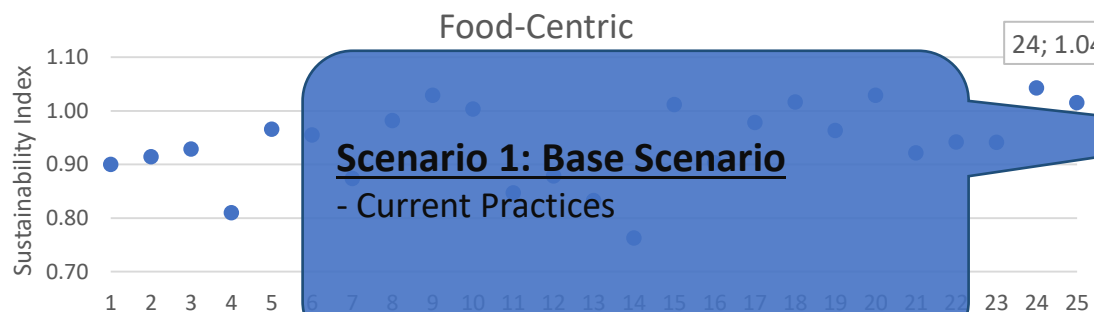 Food-Centric
24; 1.04
Sustainability Index
1.10
1.00
0.90
0.80
0.70
Scenario 1: Base Scenario
- Current Practices
1 2 3 4 5 6 7 8 9 10 11 12 13 14 15 16 17 18 19 20 21 22 23 24 25